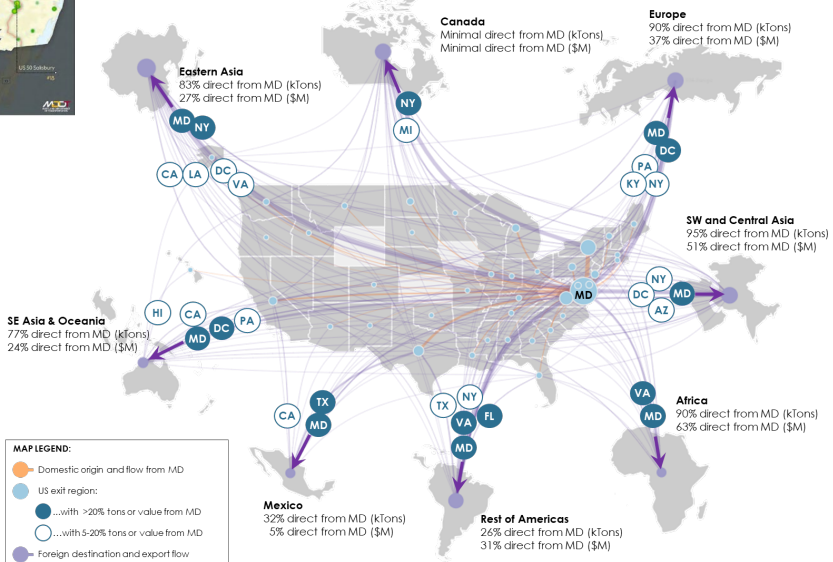 US 50 Salisbury
Canada
Minimal direct from MD (kTons)
Minimal direct from MD ($M)
Europe
90% direct from MD (kTons)
37% direct from MD ($M)
Eastern Asia
83% direct from MD (kTons)
27% direct from MD ($M)
MD
NY
CA
LA
DC
VA
NY
MI
MD
DC
PA
KY
NY
SW and Central Asia
95% direct from MD (kTons)
51% direct from MD ($M)
NY
DC
MD
AZ
MD
SE Asia & Oceania
77% direct from MD (kTons)
24% direct from MD ($M)
HI
CA
MD
DC
PA
CA
TX
MD
TX
NY
VA
FL
MD
VA
MD
Africa
90% direct from MD (kTons)
63% direct from MD ($M)
Mexico
32% direct from MD (kTons)
5% direct from MD ($M)
Rest of Americas
26% direct from MD (kTons)
31% direct from MD ($M)
MAP LEGEND:
Domestic origin and flow from MD
US exit region:
...with >20% tons or value from MD
...with 5-20% tons or value from MD
Foreign destination and export flow